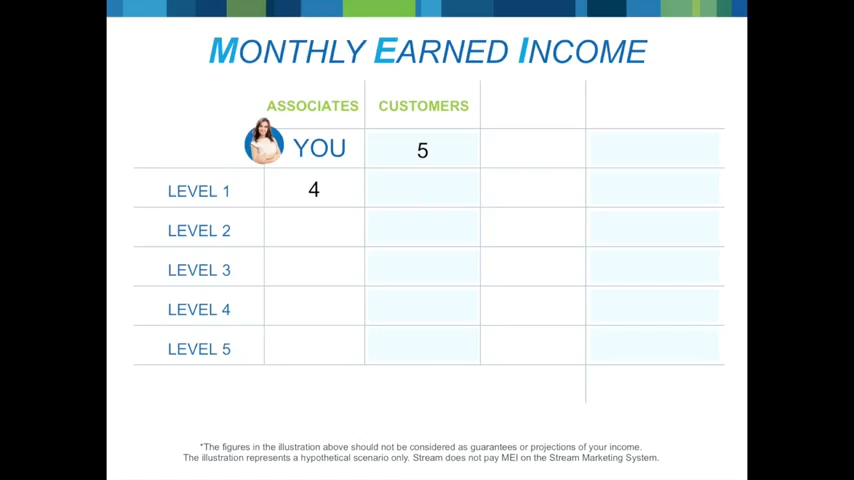 MONTHLY EARNED INCOME
ASSOCIATES CUSTOMERS
YOU 5
LEVEL 1 4
LEVEL 2
LEVEL 3
LEVEL 4
LEVEL 5
*The figures in the illustration above should not be considered as guarantees or projections of your income.
The illustration represents a hypothetical scenario only. Stream does not pay MEI on the Stream Marketing System.